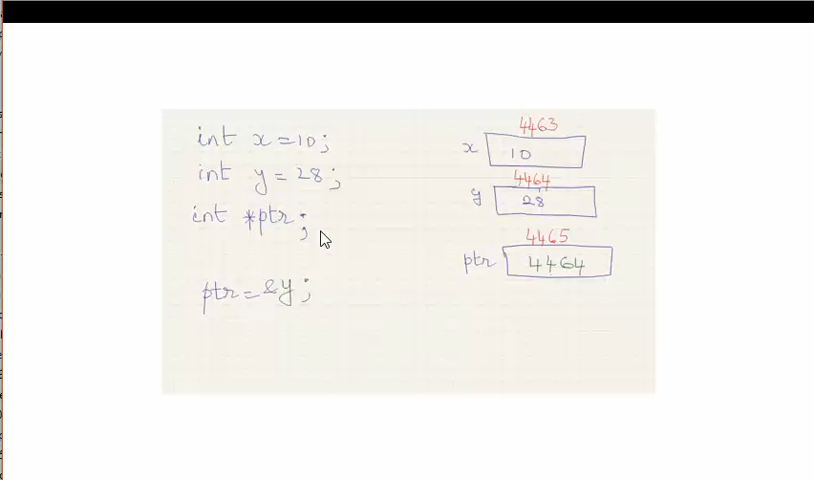 int x = 10;
int y = 28;
int *ptr;
ptr = &y;
4463
x 10
4464
y 28
4465
ptr 4464